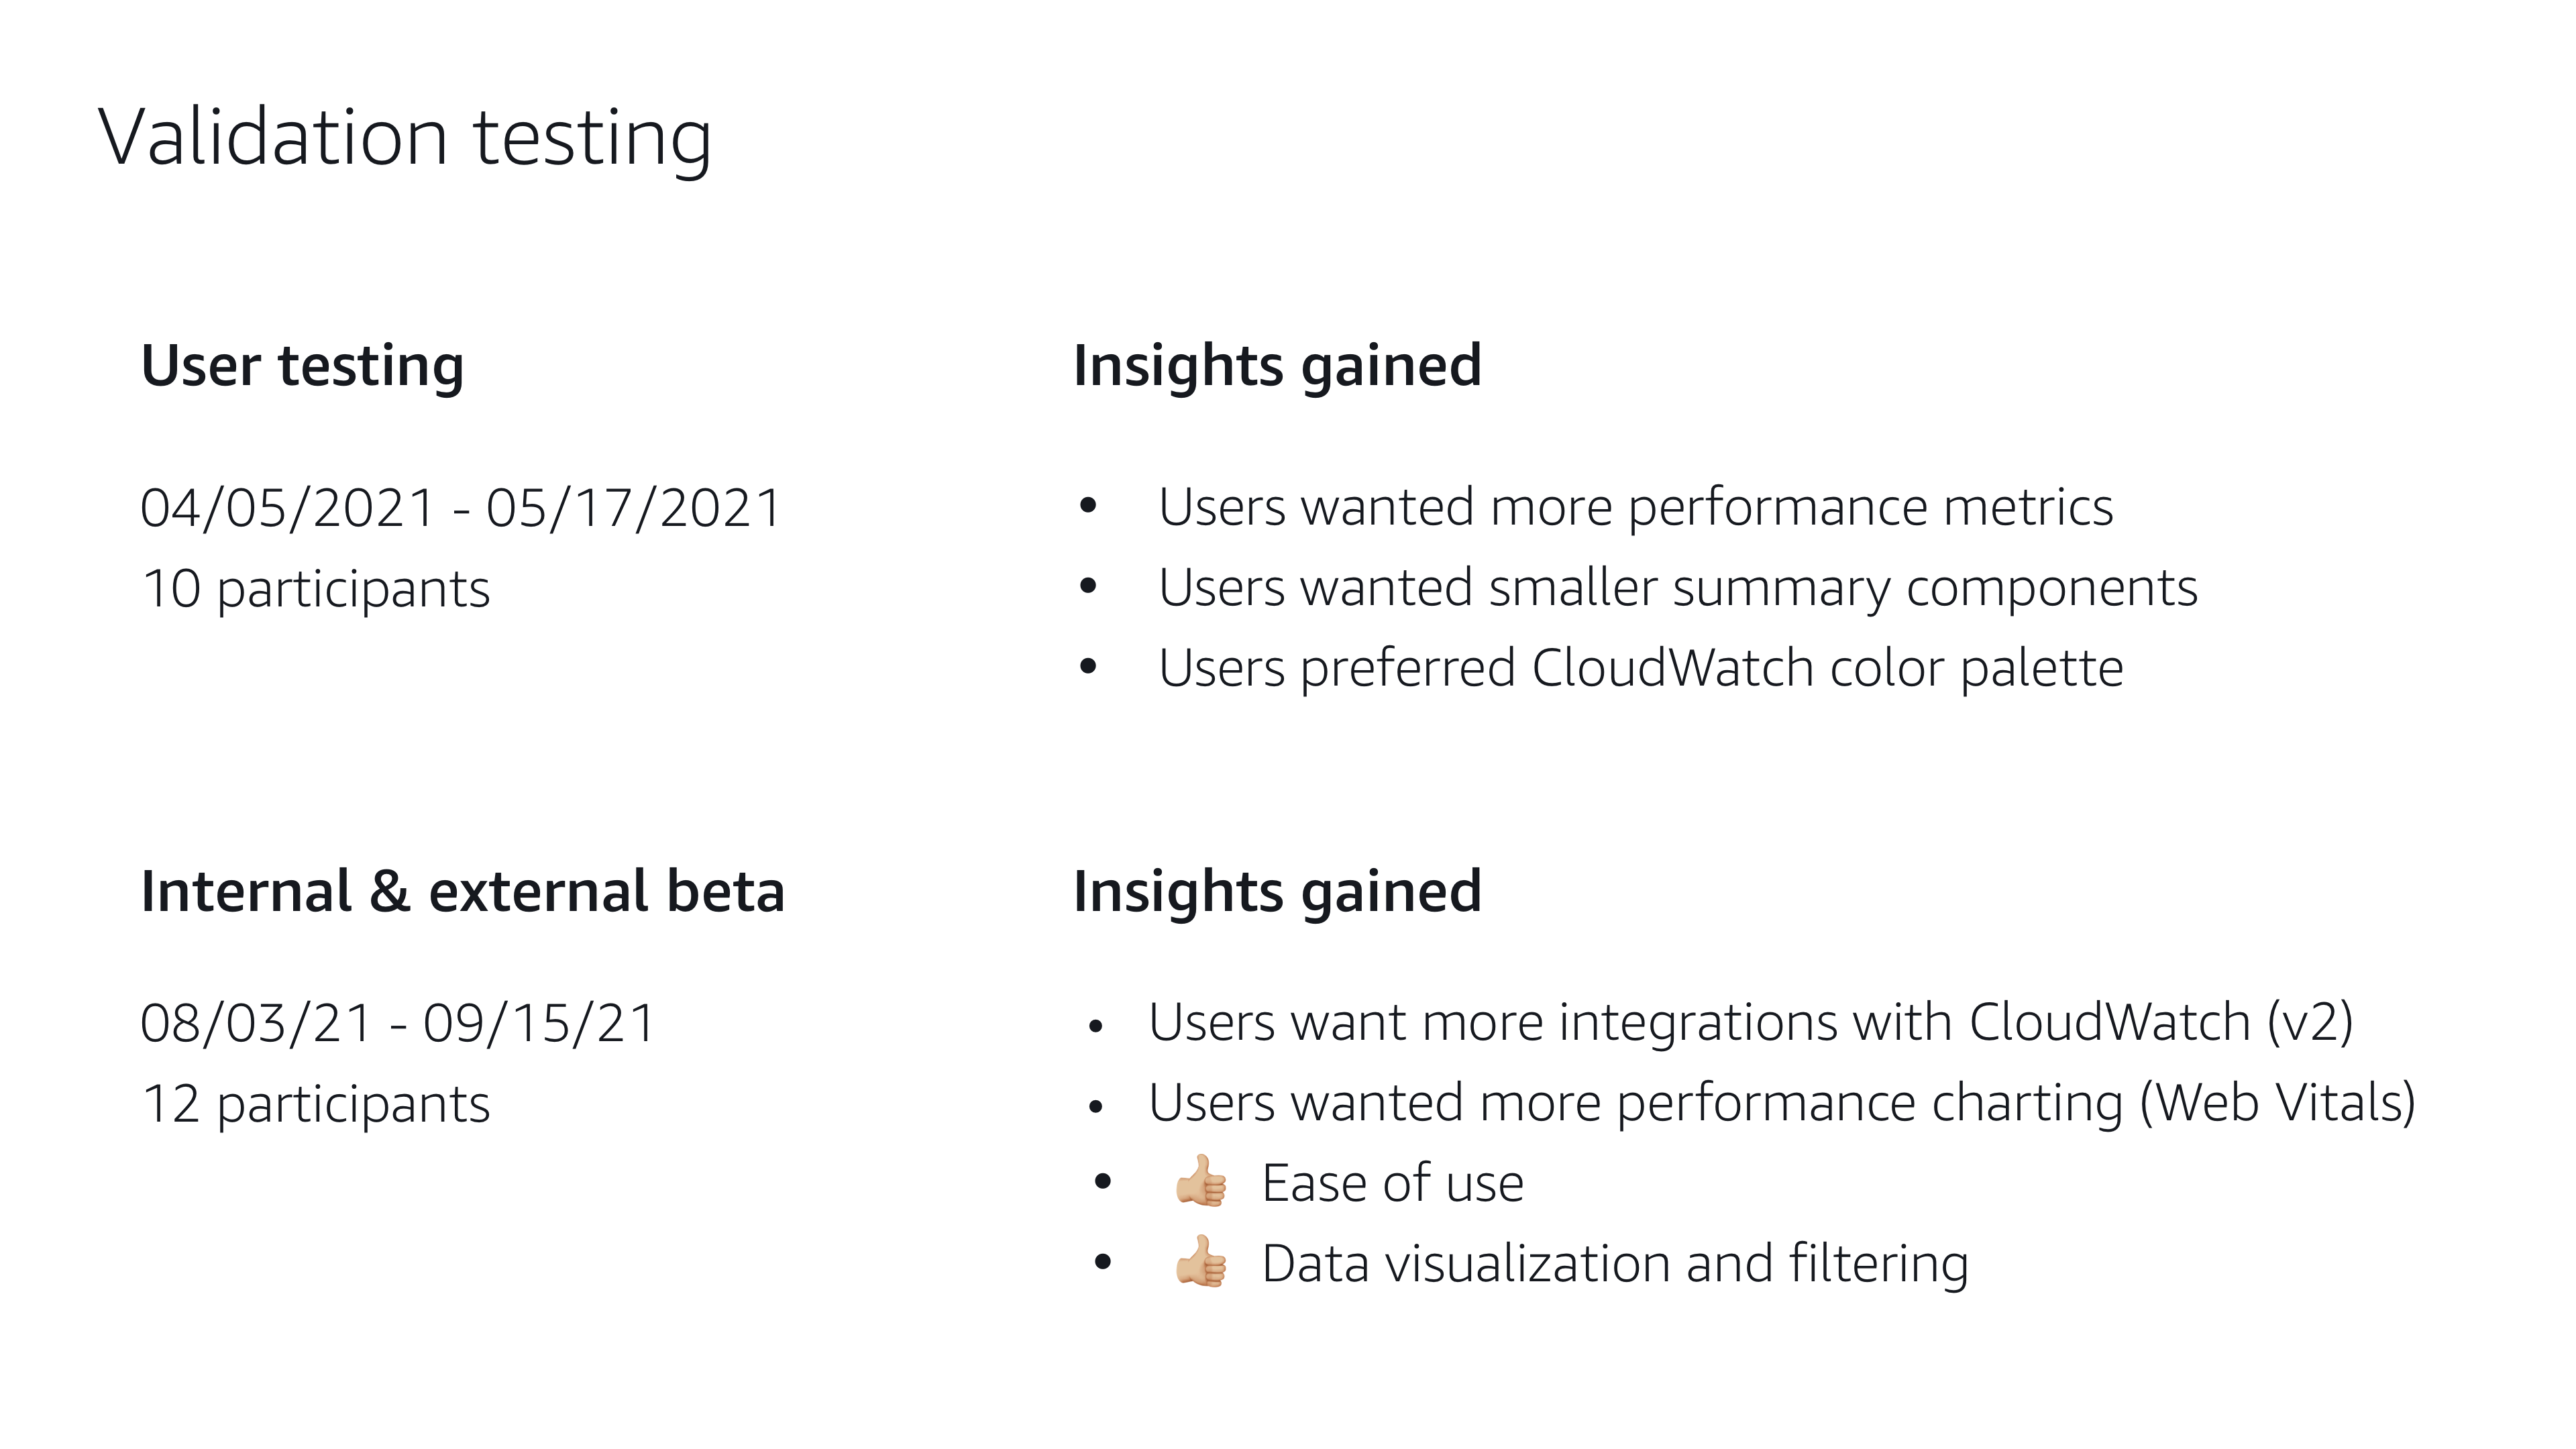 Validation testing
User testing
04/05/2021 - 05/17/2021
10 participants
Insights gained
• Users wanted more performance metrics
• Users wanted smaller summary components
• Users preferred CloudWatch color palette
Internal & external beta
08/03/21 - 09/15/21
12 participants
Insights gained
• Users want more integrations with CloudWatch (v2)
• Users wanted more performance charting (Web Vitals)
• 👍🏼 Ease of use
• 👍🏼 Data visualization and filtering